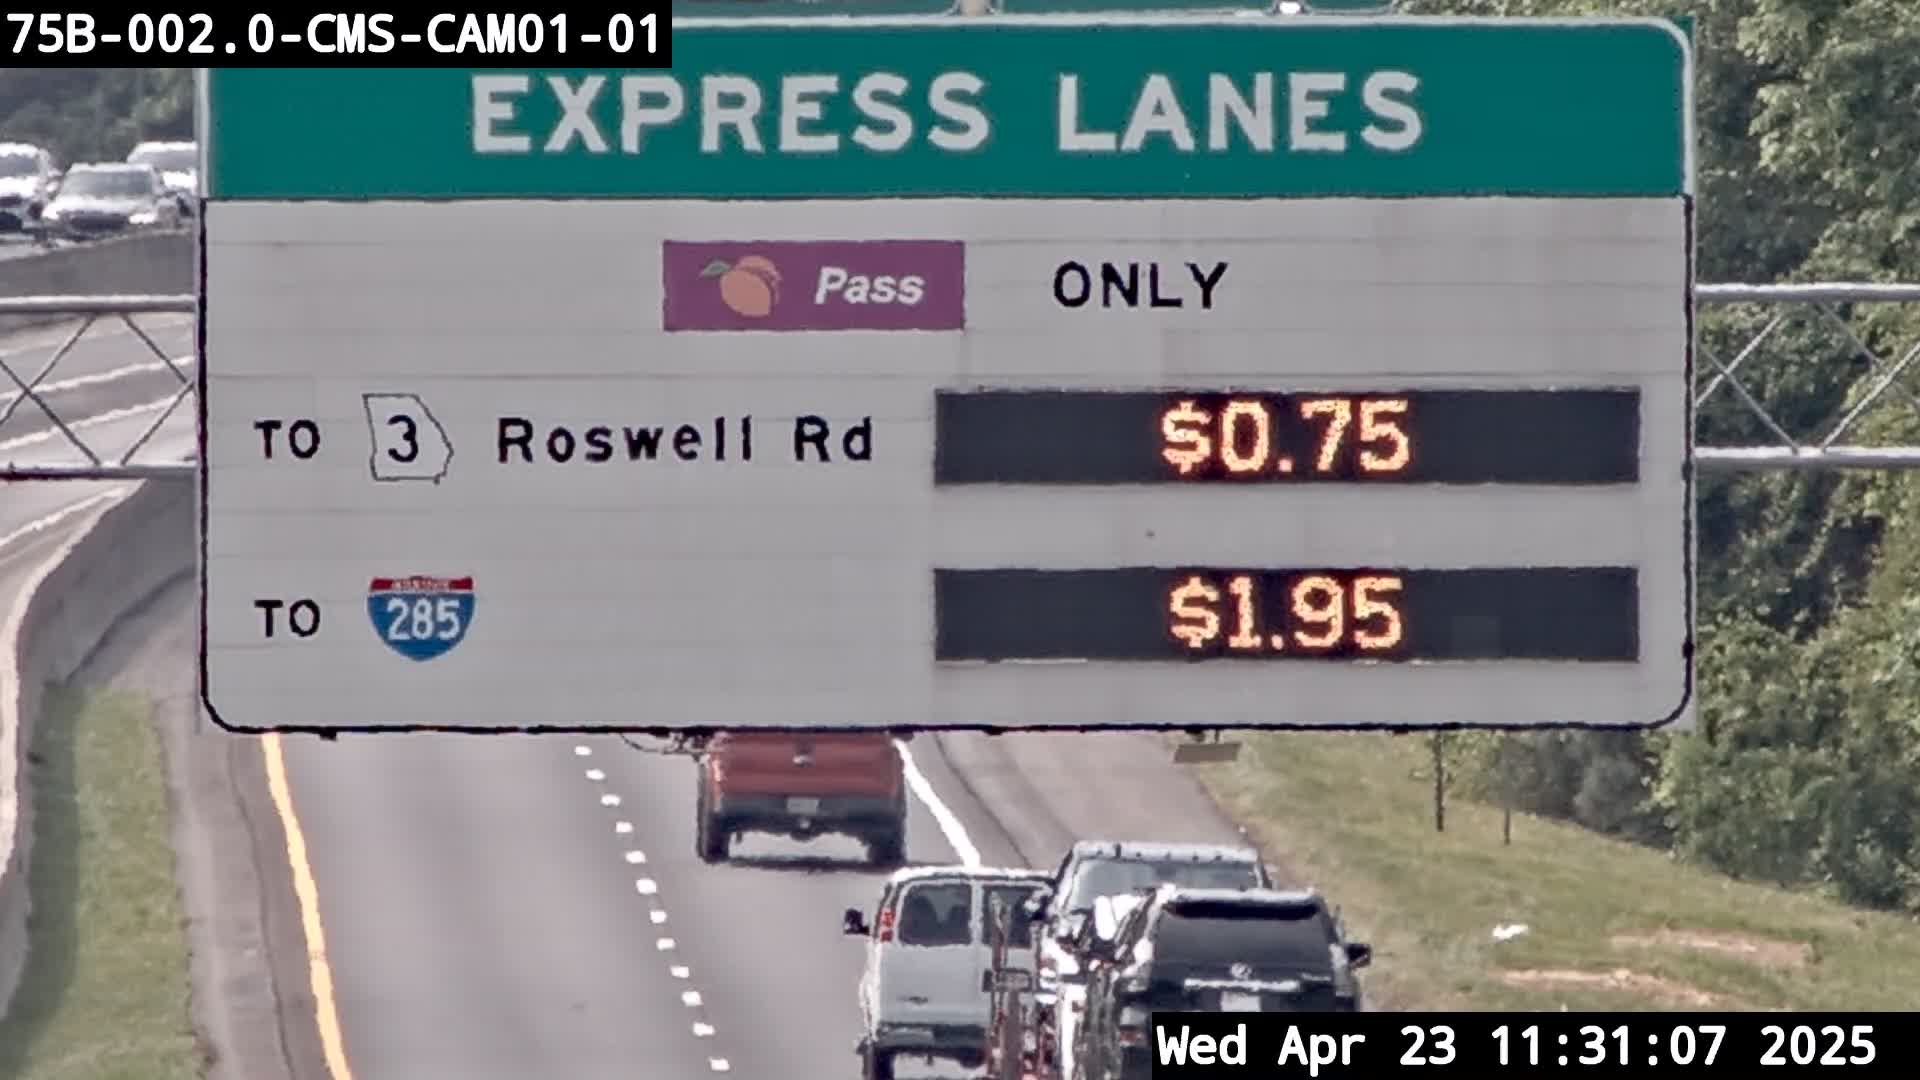 75B-002.0-CMS-CAM01-01
EXPRESS LANES
Pass ONLY
TO 3 Roswell Rd $0.75
TO 285 $1.95
Wed Apr 23 11:31:07 2025